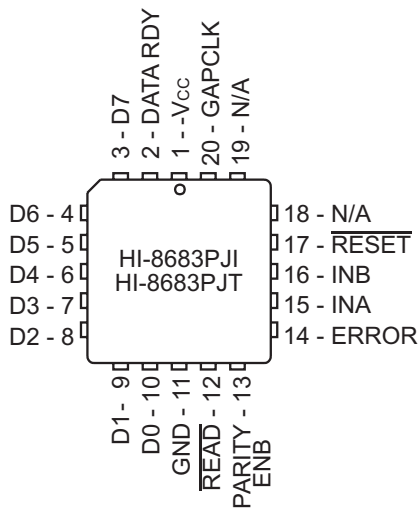 3 - D7
2 - DATA RDY
1 - -Vcc
20 - GAPCLK
19 - N/A
D6 - 4
D5 - 5
D4 - 6
D3 - 7
D2 - 8
HI-8683PJI
HI-8683PJT
18 - N/A
17 - RESET
16 - INB
15 - INA
14 - ERROR
D1- 9
D0 - 10
GND - 11
READ - 12
PARITY - 13
ENB